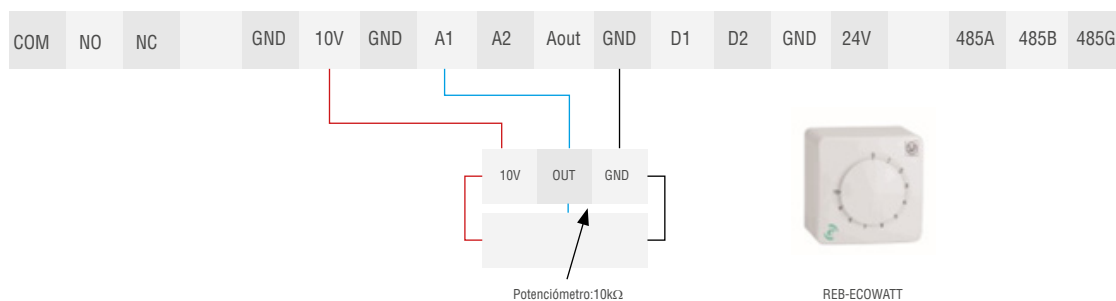 COM NO NC GND 10V GND A1 A2 Aout GND D1 D2 GND 24V 485A 485B 485G
10V OUT GND
Potenciómetro:10kΩ
REB-ECOWATT